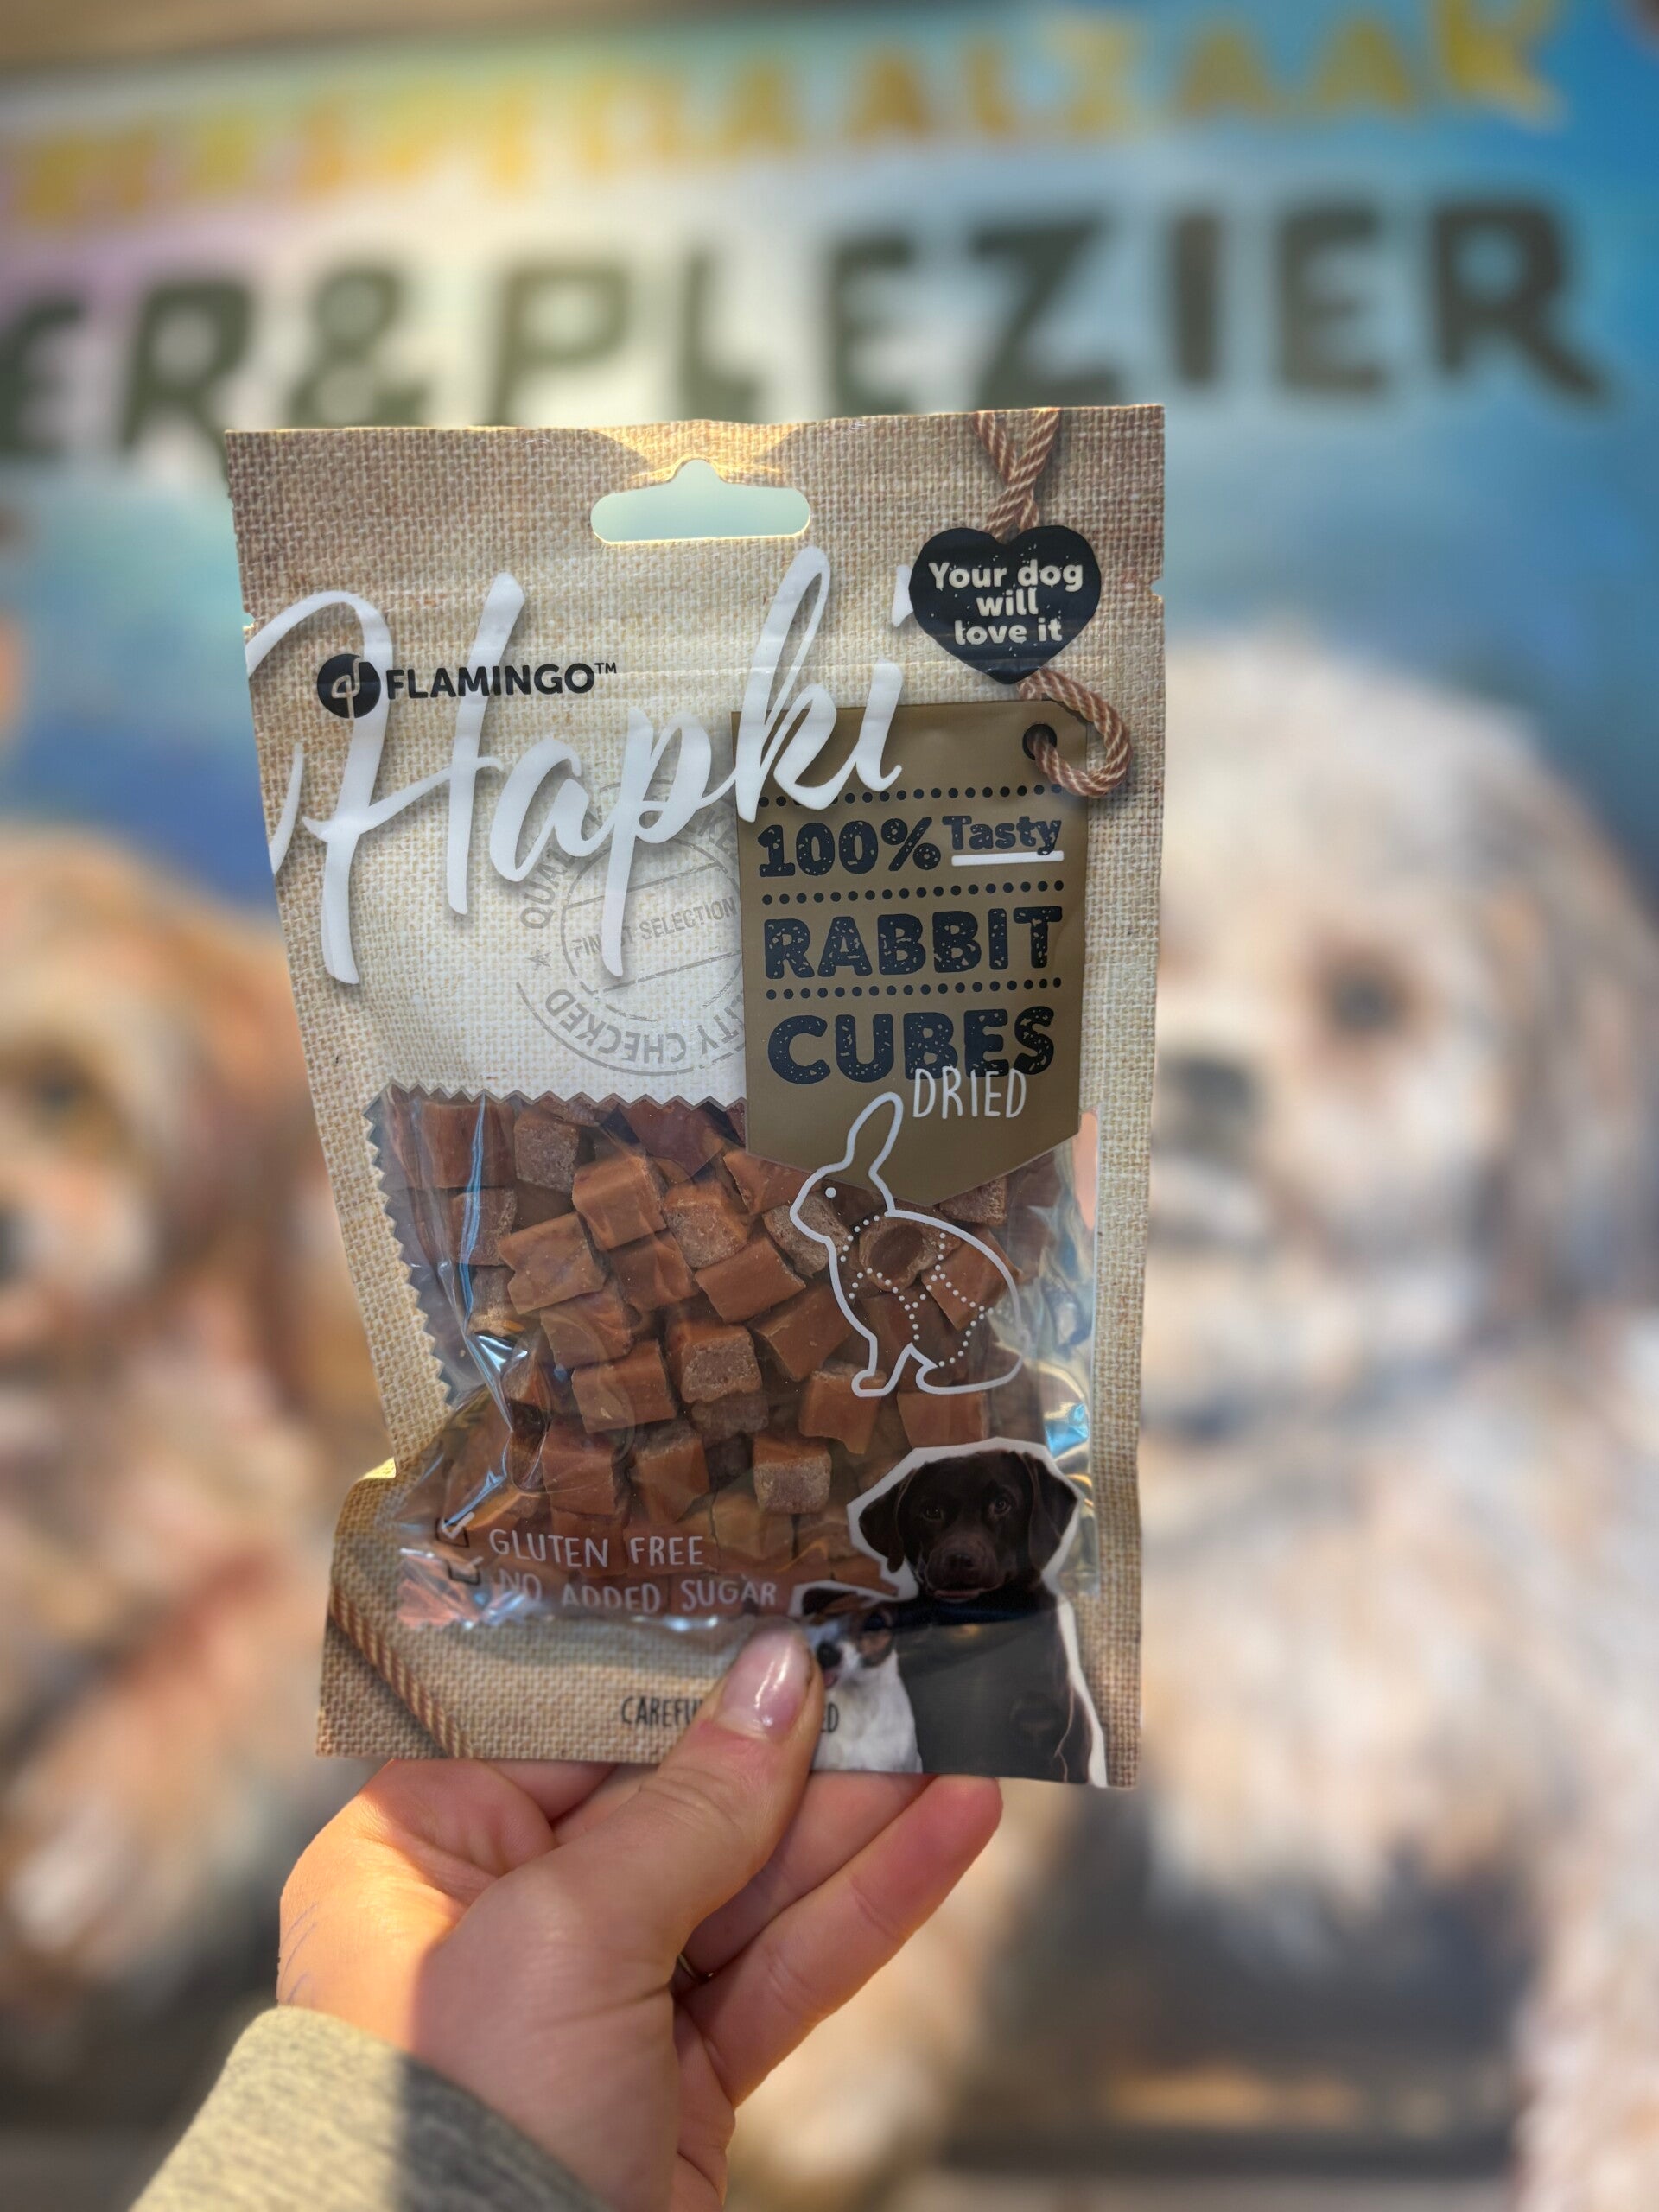 ER&PLEZIER
Your dog
will
love it
FLAMINGO™
Hapki
100% Tasty
RABBIT
CUBES
DRIED
FINEST SELECTION
CHECKED
GLUTEN FREE
NO ADDED SUGAR